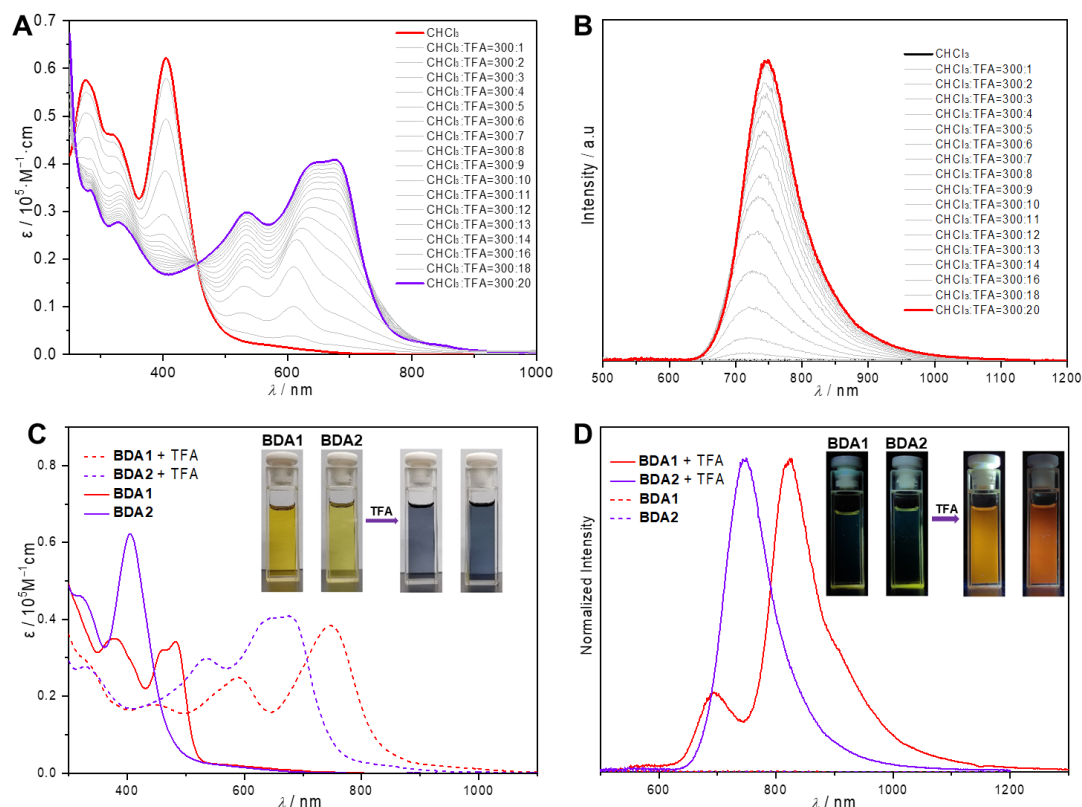 A
0.7
0.6
0.5
0.4
0.3
0.2
0.1
0.0
ε / 10⁵·M⁻¹·cm
400
600
800
1000
λ / nm
CHCl₃
CHCl₃:TFA=300:1
CHCl₃:TFA=300:2
CHCl₃:TFA=300:3
CHCl₃:TFA=300:4
CHCl₃:TFA=300:5
CHCl₃:TFA=300:6
CHCl₃:TFA=300:7
CHCl₃:TFA=300:8
CHCl₃:TFA=300:9
CHCl₃:TFA=300:10
CHCl₃:TFA=300:11
CHCl₃:TFA=300:12
CHCl₃:TFA=300:13
CHCl₃:TFA=300:14
CHCl₃:TFA=300:16
CHCl₃:TFA=300:18
CHCl₃:TFA=300:20
B
Intensity / a.u
500
600
700
800
900
1000
1100
1200
λ / nm
CHCl₃
CHCl₃:TFA=300:1
CHCl₃:TFA=300:2
CHCl₃:TFA=300:3
CHCl₃:TFA=300:4
CHCl₃:TFA=300:5
CHCl₃:TFA=300:6
CHCl₃:TFA=300:7
CHCl₃:TFA=300:8
CHCl₃:TFA=300:9
CHCl₃:TFA=300:10
CHCl₃:TFA=300:11
CHCl₃:TFA=300:12
CHCl₃:TFA=300:13
CHCl₃:TFA=300:14
CHCl₃:TFA=300:16
CHCl₃:TFA=300:18
CHCl₃:TFA=300:20
C
0.8
0.6
0.4
0.2
0.0
ε / 10⁵M⁻¹cm
400
600
800
1000
λ / nm
BDA1 + TFA
BDA2 + TFA
BDA1
BDA2
BDA1 BDA2
TFA
D
Normalized Intensity
600
800
1000
1200
λ / nm
BDA1 + TFA
BDA2 + TFA
BDA1
BDA2
BDA1 BDA2
TFA